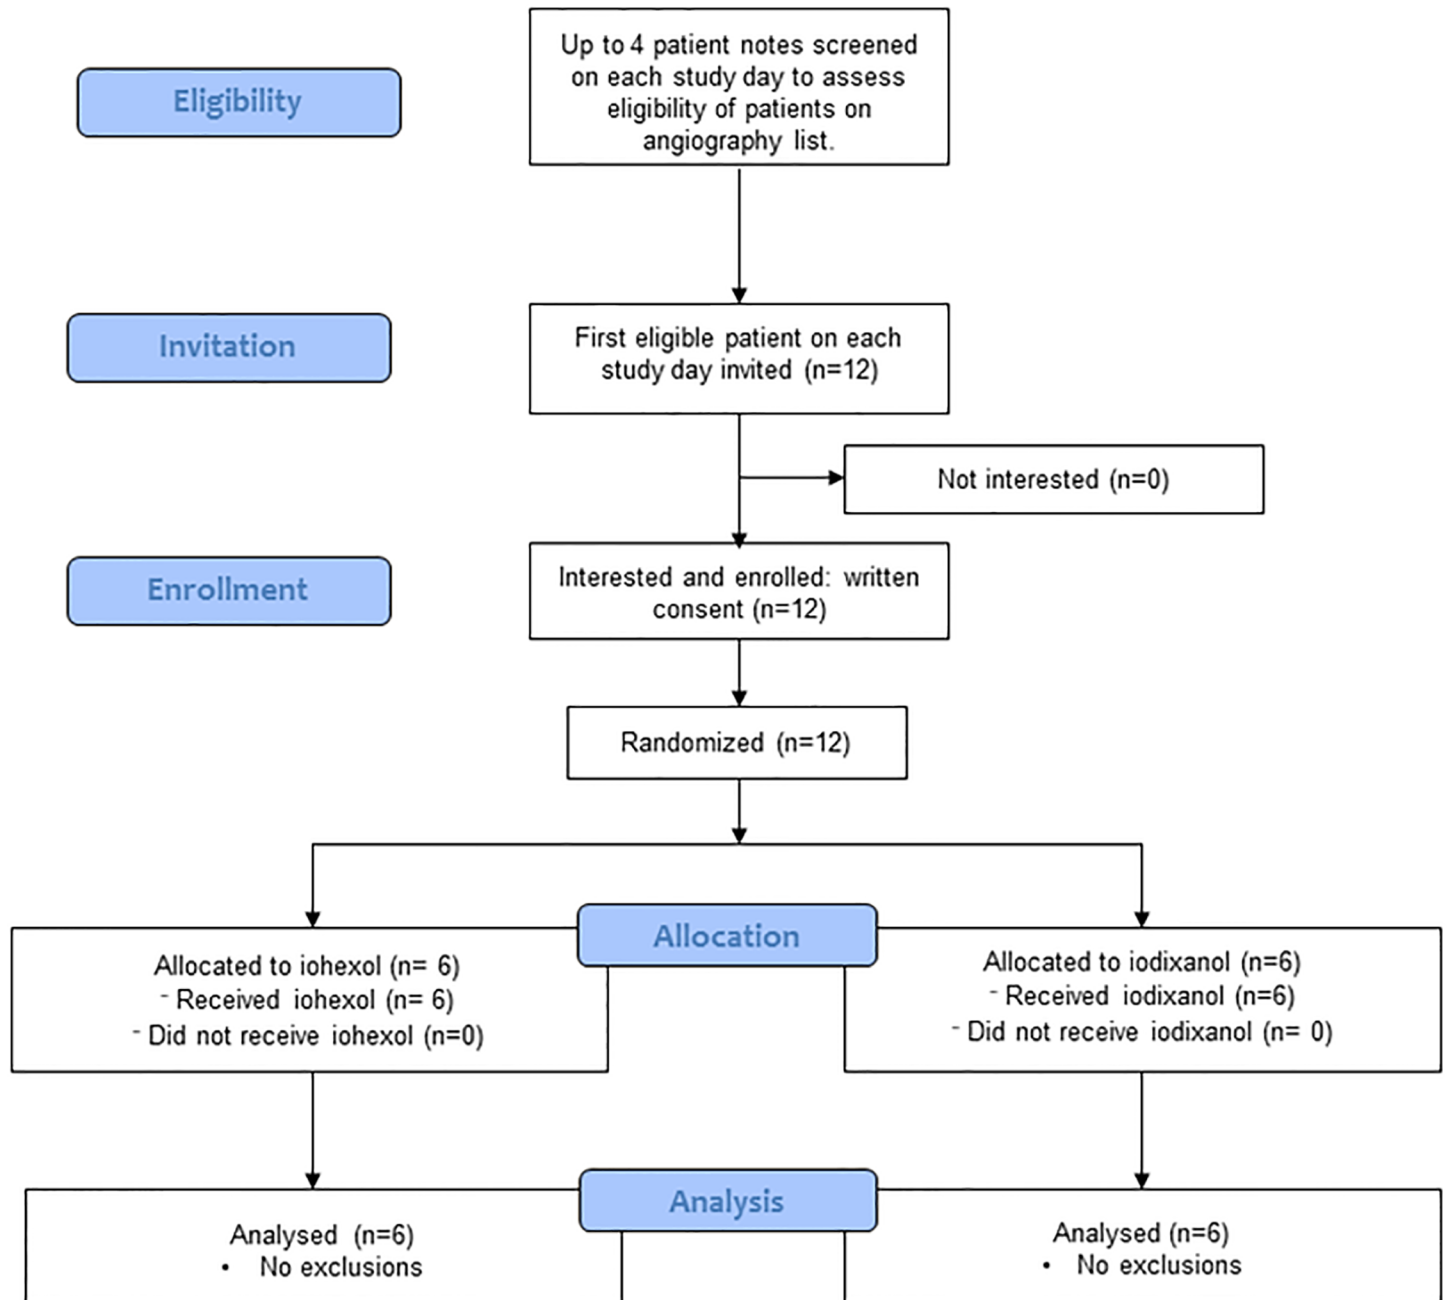 Eligibility
Up to 4 patient notes screened
on each study day to assess
eligibility of patients on
angiography list.
Invitation
First eligible patient on each
study day invited (n=12)
Not interested (n=0)
Enrollment
Interested and enrolled: written
consent (n=12)
Randomized (n=12)
Allocation
Allocated to iohexol (n= 6)
- Received iohexol (n= 6)
- Did not receive iohexol (n=0)
Allocated to iodixanol (n=6)
- Received iodixanol (n=6)
- Did not receive iodixanol (n= 0)
Analysis
Analysed (n=6)
• No exclusions
Analysed (n=6)
• No exclusions